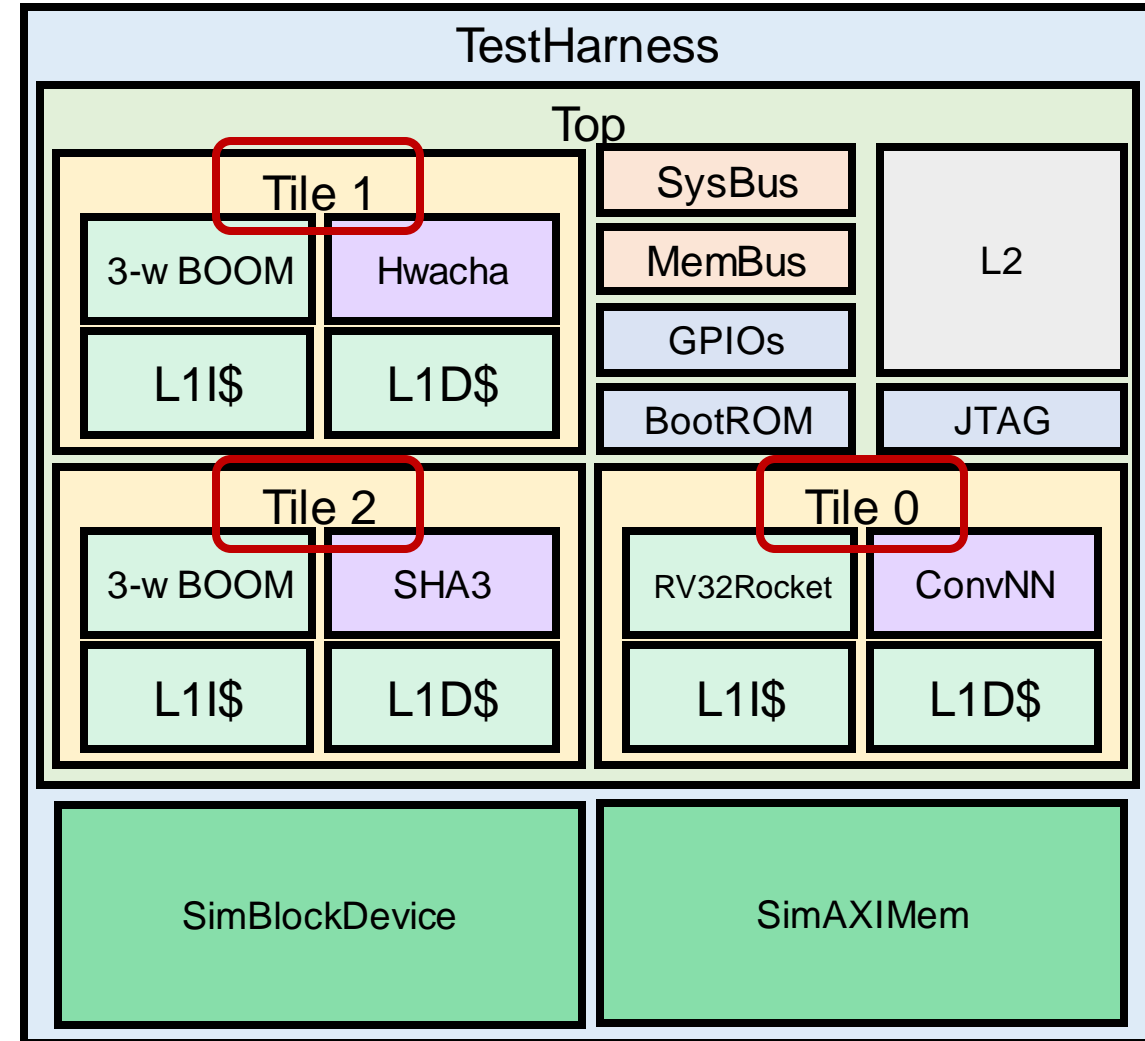 TestHarness
Top
Tile 1
3-w BOOM
Hwacha
L1I$
L1D$
SysBus
MemBus
GPIOs
BootROM
L2
JTAG
Tile 2
3-w BOOM
SHA3
L1I$
L1D$
Tile 0
RV32Rocket
ConvNN
L1I$
L1D$
SimBlockDevice
SimAXIMem